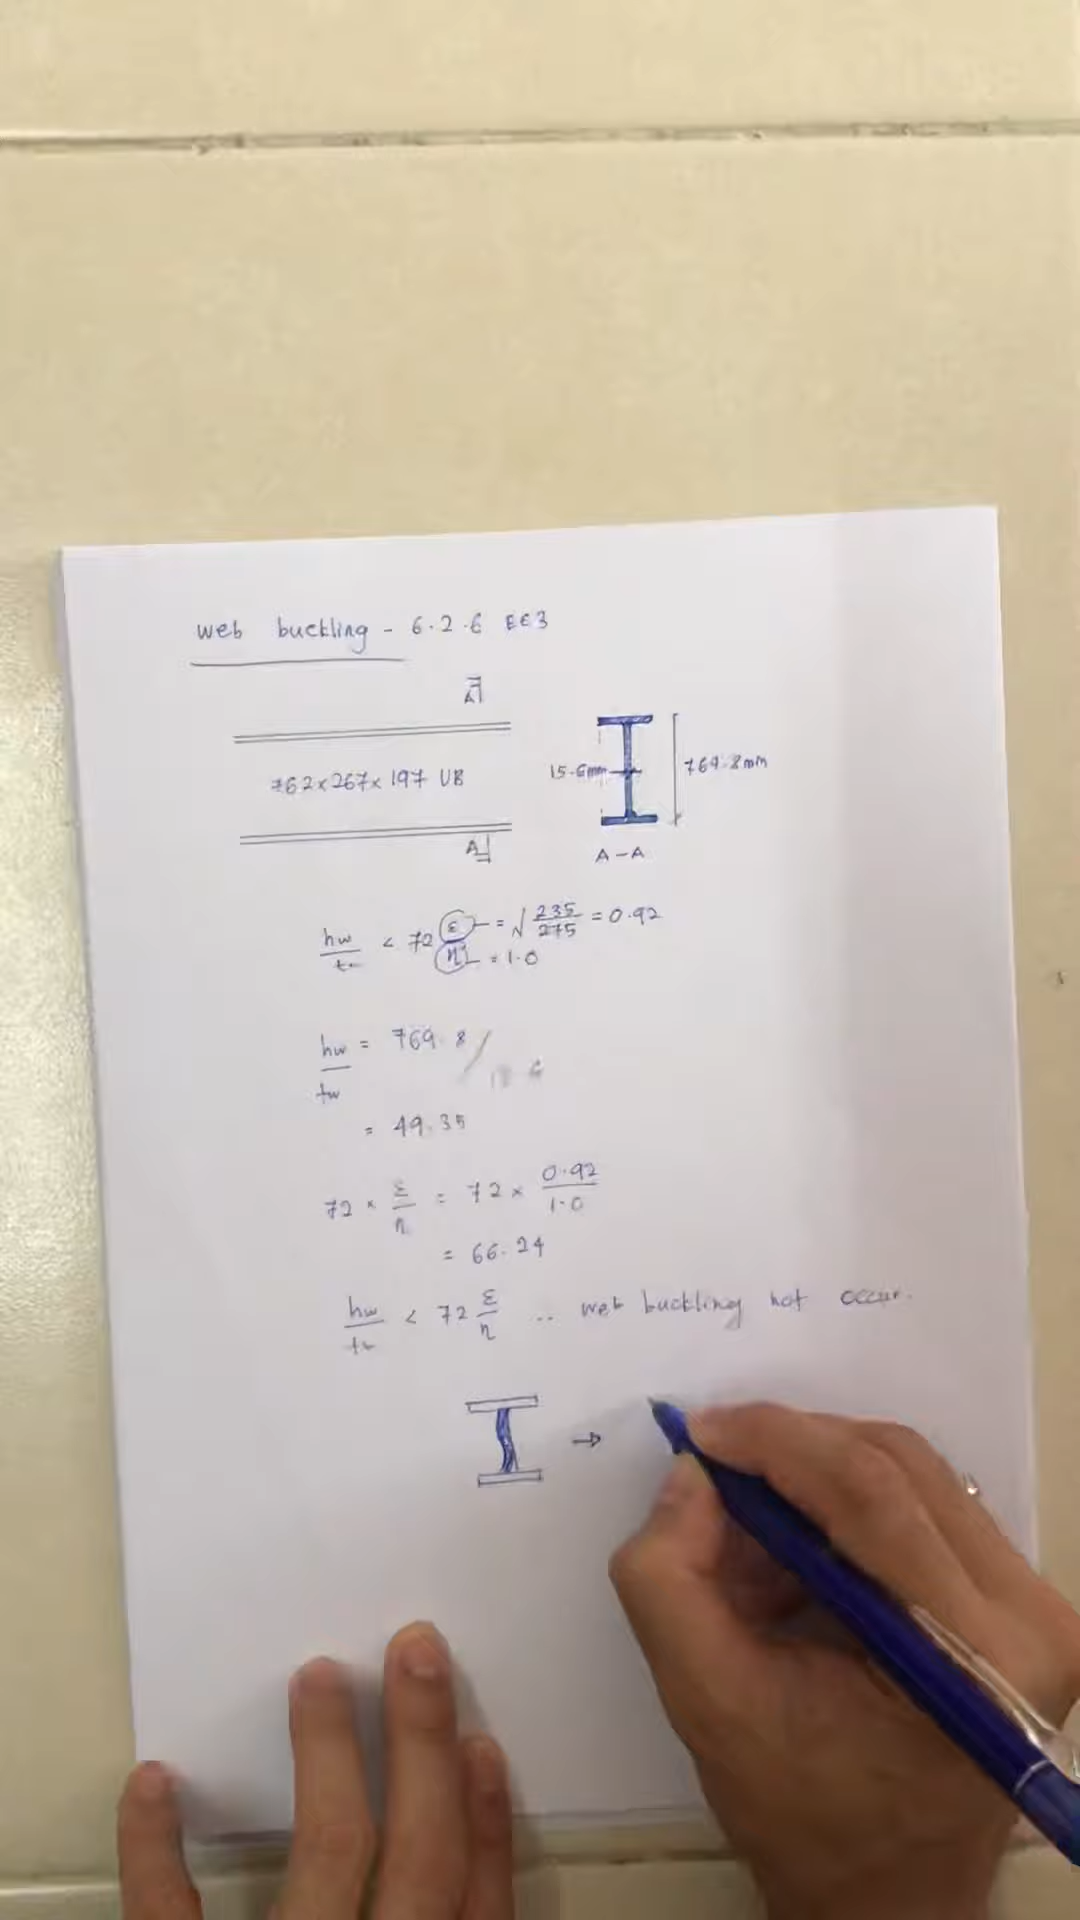 web buckling - 6.2.6 EC3
A
762x267x197 UB
15.6mm
769.8mm
A
A-A
hw/tw < 72 ε/η
ε = √235/275 = 0.92
η = 1.0
hw/tw = 769.8/
= 49.35
72 × ε/η = 72 × 0.92/1.0
= 66.24
hw/tw < 72 ε/η .. web buckling not occur.
→